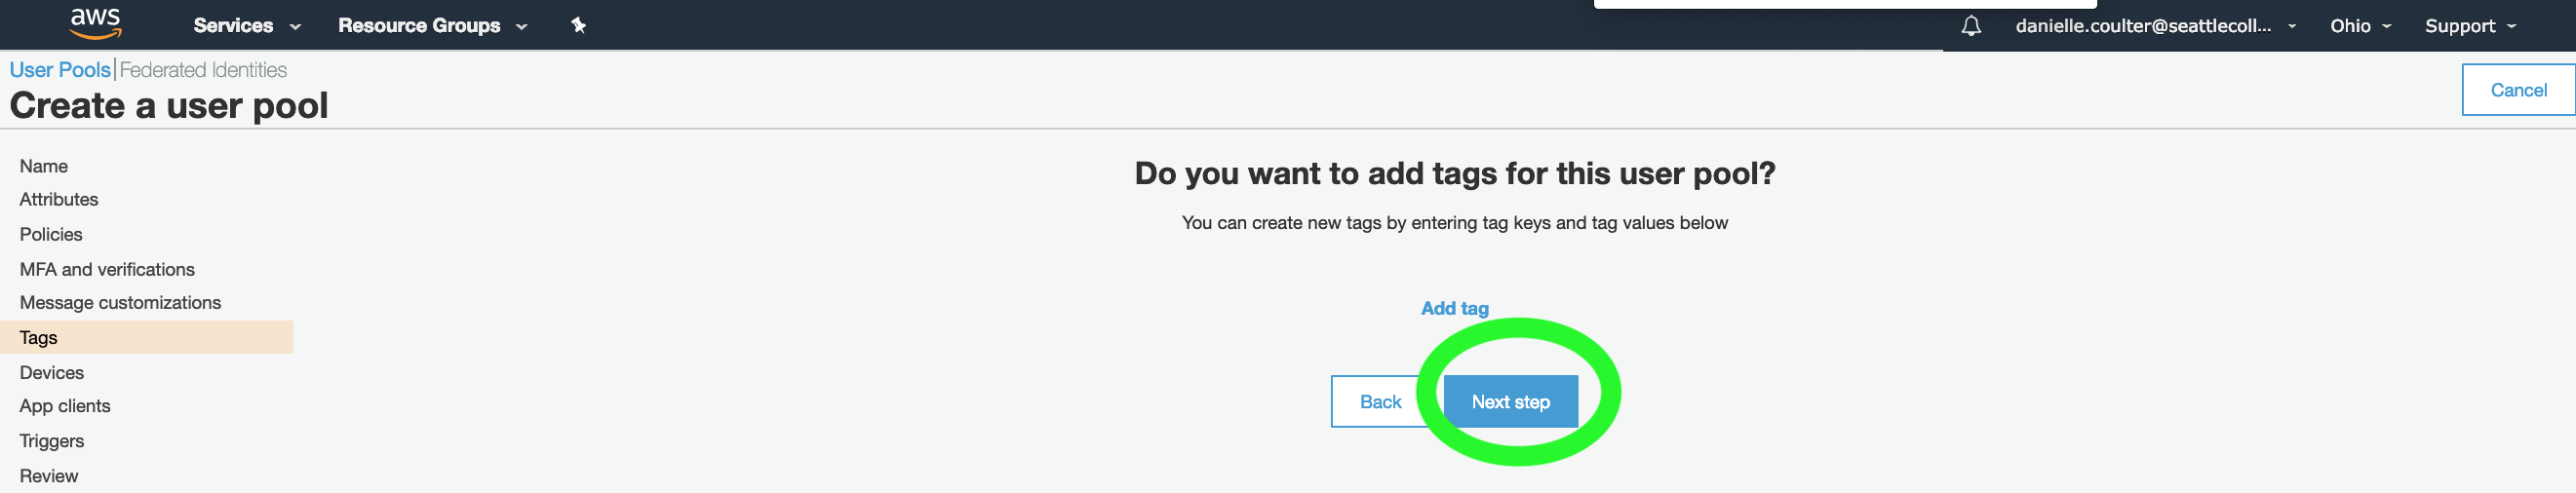 aws Services Resource Groups danielle.coulter@seattlecoll... Ohio Support
User Pools | Federated Identities
Create a user pool
Cancel
Name
Attributes
Policies
MFA and verifications
Message customizations
Tags
Devices
App clients
Triggers
Review
Do you want to add tags for this user pool?
You can create new tags by entering tag keys and tag values below
Add tag
Back Next step